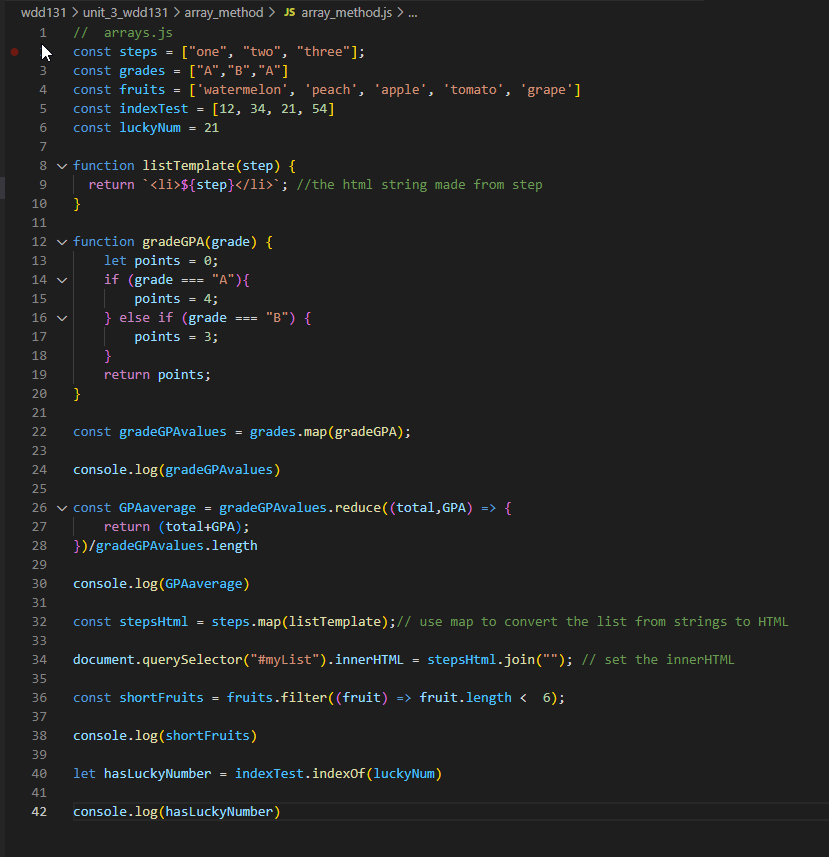 wdd131 > unit_3_wdd131 > array_method > JS array_method.js > ...
1 // arrays.js
const steps = ["one", "two", "three"];
3 const grades = ["A","B","A"]
4 const fruits = ['watermelon', 'peach', 'apple', 'tomato', 'grape']
5 const indexTest = [12, 34, 21, 54]
6 const luckyNum = 21
7
8 function listTemplate(step) {
9 return `<li>${step}</li>`; //the html string made from step
10 }
11
12 function gradeGPA(grade) {
13 let points = 0;
14 if (grade === "A"){
15 points = 4;
16 } else if (grade === "B") {
17 points = 3;
18 }
19 return points;
20 }
21
22 const gradeGPAvalues = grades.map(gradeGPA);
23
24 console.log(gradeGPAvalues)
25
26 const GPAaverage = gradeGPAvalues.reduce((total,GPA) => {
27 return (total+GPA);
28 })/gradeGPAvalues.length
29
30 console.log(GPAaverage)
31
32 const stepsHtml = steps.map(listTemplate);// use map to convert the list from strings to HTML
33
34 document.querySelector("#myList").innerHTML = stepsHtml.join(""); // set the innerHTML
35
36 const shortFruits = fruits.filter((fruit) => fruit.length < 6);
37
38 console.log(shortFruits)
39
40 let hasLuckyNumber = indexTest.indexOf(luckyNum)
41
42 console.log(hasLuckyNumber)